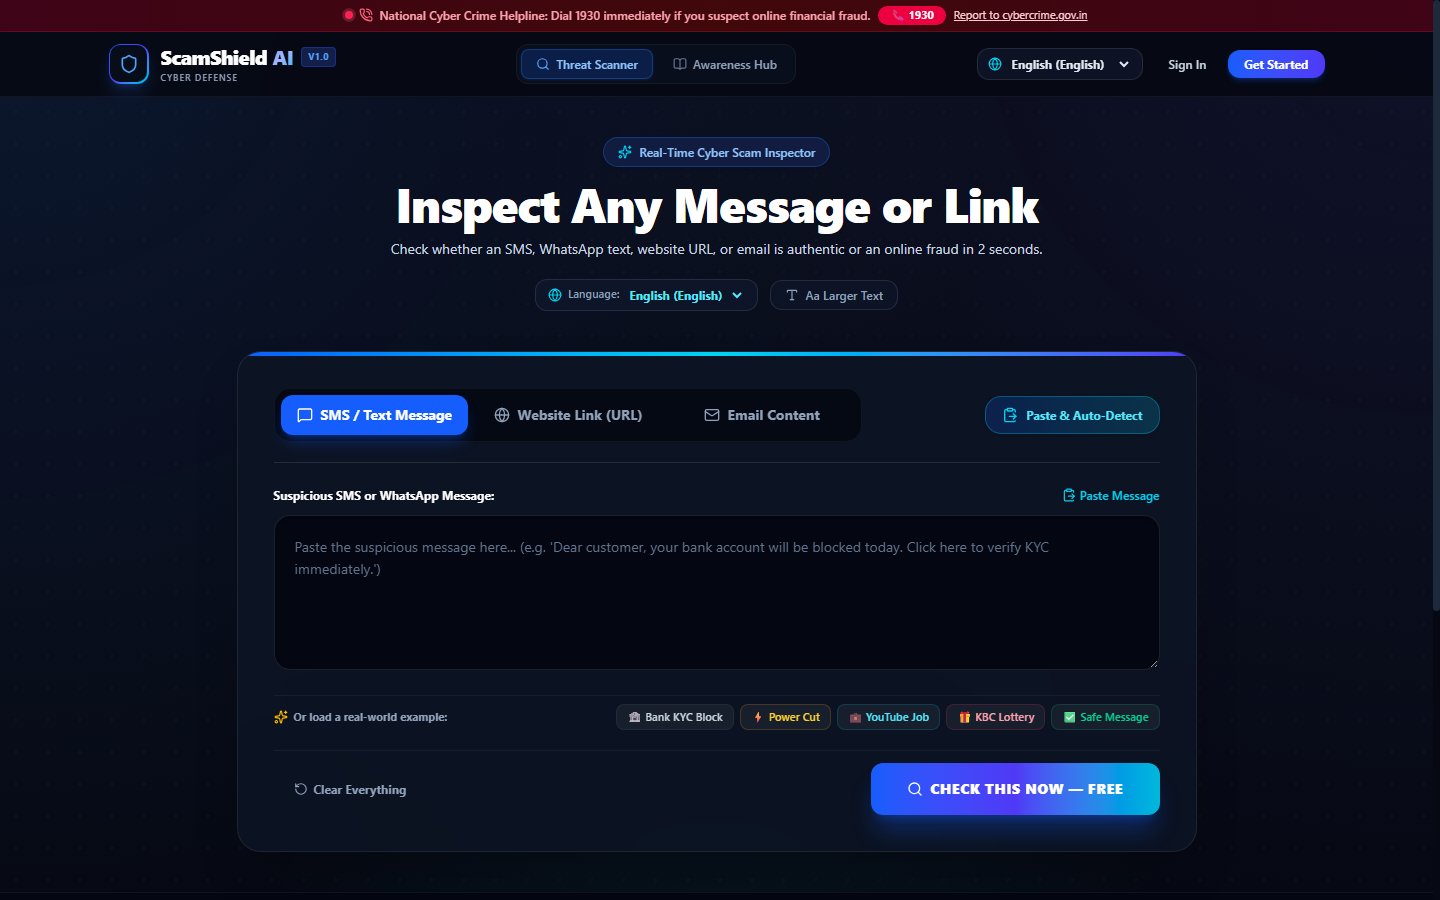 National Cyber Crime Helpline: Dial 1930 immediately if you suspect online financial fraud. 1930 Report to cybercrime.gov.in
ScamShield AI V1.0
CYBER DEFENSE
Threat Scanner
Awareness Hub
English (English)
Sign In
Get Started
Real-Time Cyber Scam Inspector
Inspect Any Message or Link
Check whether an SMS, WhatsApp text, website URL, or email is authentic or an online fraud in 2 seconds.
Language: English (English)
Aa Larger Text
SMS / Text Message
Website Link (URL)
Email Content
Paste & Auto-Detect
Suspicious SMS or WhatsApp Message:
Paste Message
Paste the suspicious message here... (e.g. 'Dear customer, your bank account will be blocked today. Click here to verify KYC
immediately.')
Or load a real-world example:
Bank KYC Block
Power Cut
YouTube Job
KBC Lottery
Safe Message
Clear Everything
CHECK THIS NOW — FREE